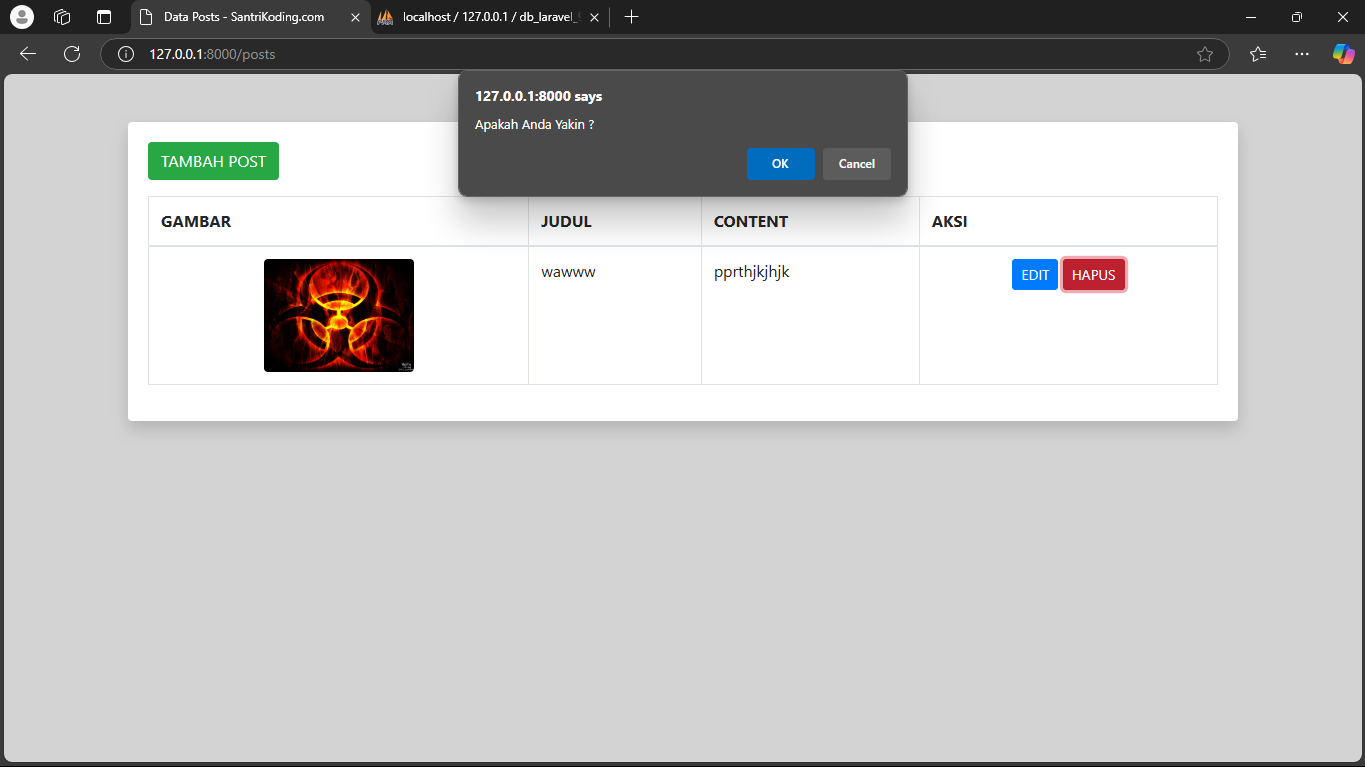 Data Posts - SantriKoding.com
localhost / 127.0.0.1 / db_laravel_
127.0.0.1:8000/posts
127.0.0.1:8000 says
Apakah Anda Yakin ?
OK Cancel
TAMBAH POST
GAMBAR JUDUL CONTENT AKSI
wawww pprthjkjhjk EDIT HAPUS